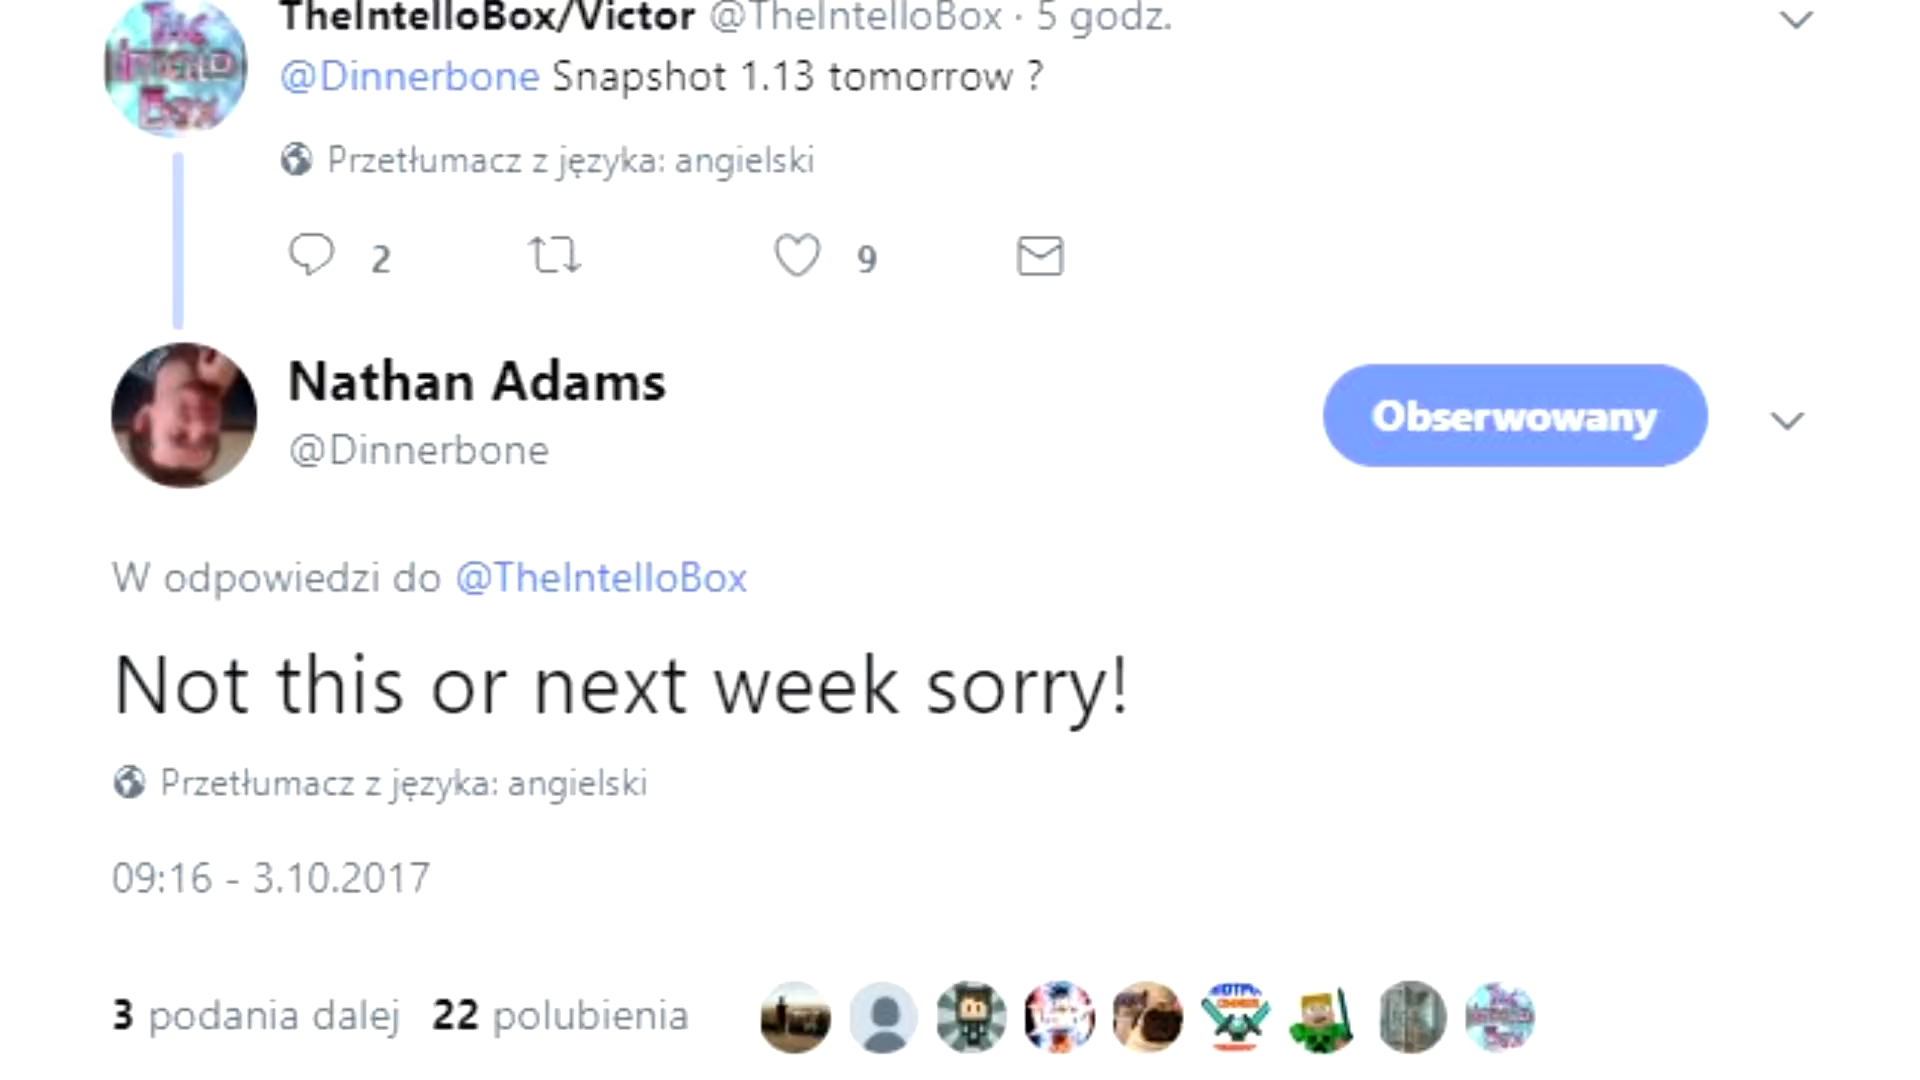 TheIntelloBox/Victor @TheIntelloBox · 5 godz.
@Dinnerbone Snapshot 1.13 tomorrow ?
Przetłumacz z języka: angielski
2 9
Nathan Adams
@Dinnerbone
Obserwowany
W odpowiedzi do @TheIntelloBox
Not this or next week sorry!
Przetłumacz z języka: angielski
09:16 - 3.10.2017
3 podania dalej 22 polubienia